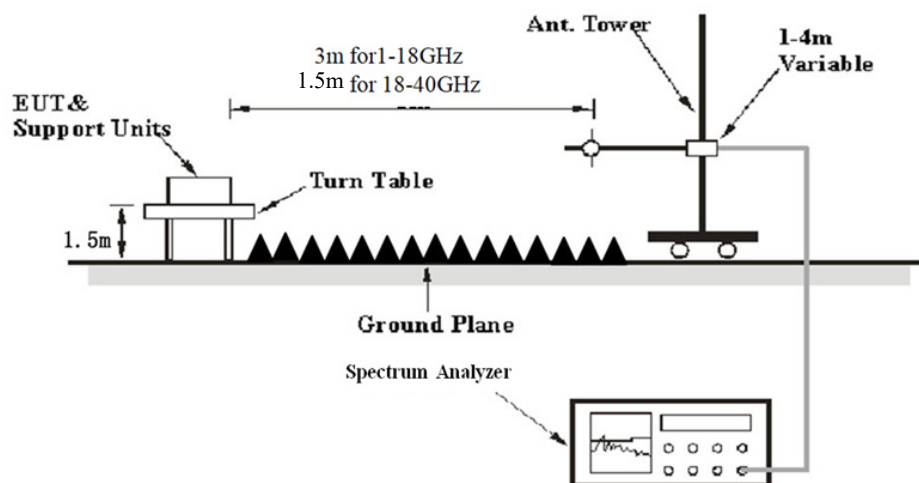 3m for1-18GHz
1.5m for 18-40GHz
Ant. Tower
1-4m
Variable
EUT&
Support Units
Turn Table
1.5m
Ground Plane
Spectrum Analyzer